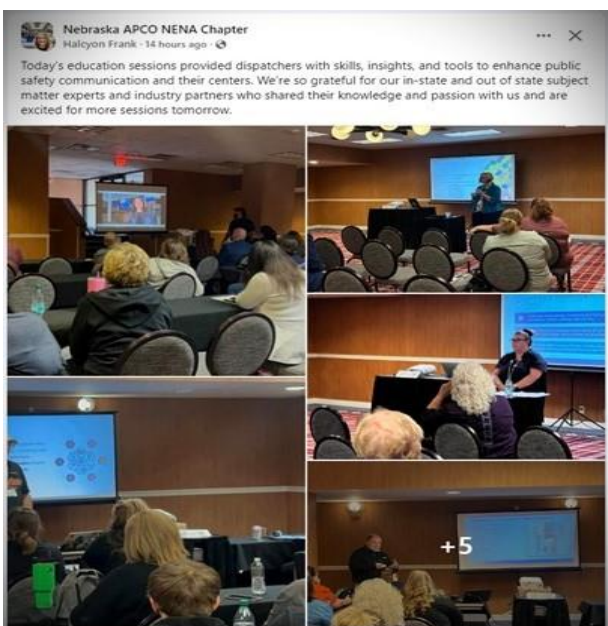 Nebraska APCO NENA Chapter
Halcyon Frank · 14 hours ago ·
Today's education sessions provided dispatchers with skills, insights, and tools to enhance public
safety communication and their centers. We're so grateful for our in-state and out of state subject
matter experts and industry partners who shared their knowledge and passion with us and are
excited for more sessions tomorrow.
+5